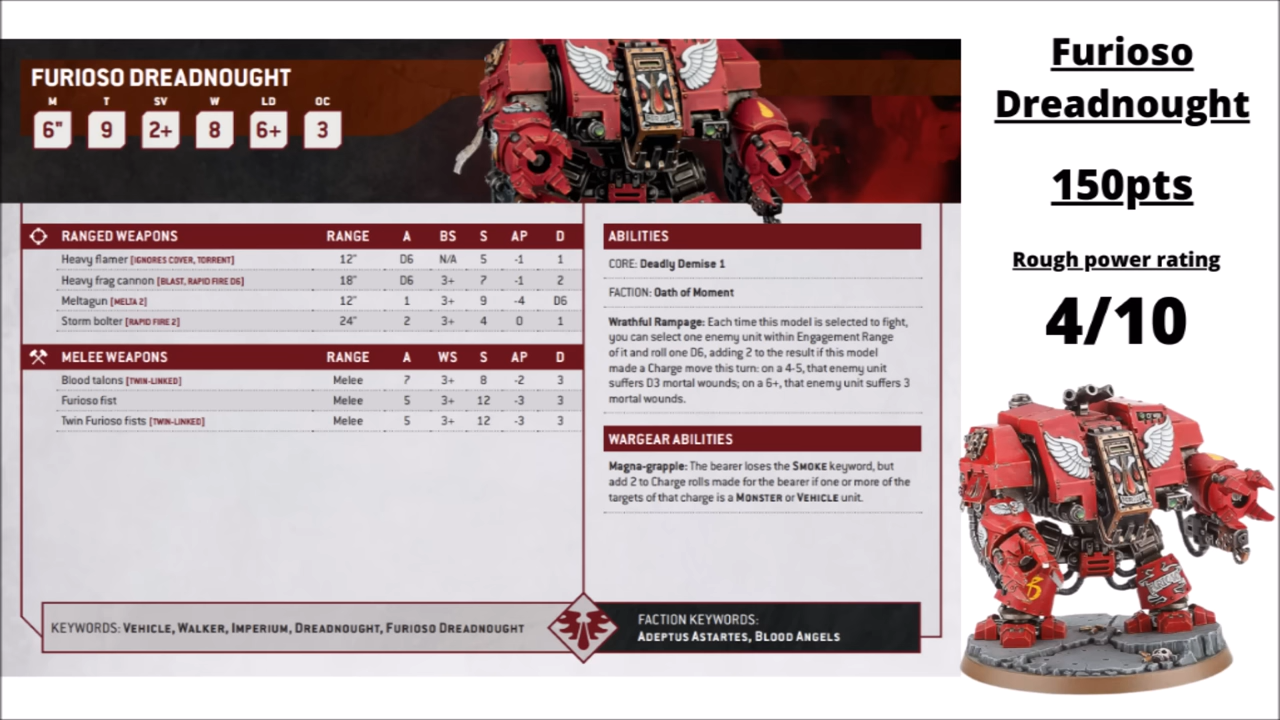 FURIOSO DREADNOUGHT
M T SV W LD OC
6" 9 2+ 8 6+ 3
RANGED WEAPONS RANGE A BS S AP D
Heavy flamer [IGNORES COVER, TORRENT] 12" D6 N/A 5 -1 1
Heavy frag cannon [BLAST, RAPID FIRE D6] 18" D6 3+ 7 -1 2
Meltagun [MELTA 2] 12" 1 3+ 9 -4 D6
Storm bolter [RAPID FIRE 2] 24" 2 3+ 4 0 1
MELEE WEAPONS RANGE A WS S AP D
Blood talons [TWIN-LINKED] Melee 7 3+ 8 -2 3
Furioso fist Melee 5 3+ 12 -3 3
Twin Furioso fists [TWIN-LINKED] Melee 5 3+ 12 -3 3
ABILITIES
CORE: Deadly Demise 1
FACTION: Oath of Moment
Wrathful Rampage: Each time this model is selected to fight,
you can select one enemy unit within Engagement Range
of it and roll one D6, adding 2 to the result if this model
made a Charge move this turn: on a 4-5, that enemy unit
suffers D3 mortal wounds; on a 6+, that enemy unit suffers 3
mortal wounds.
WARGEAR ABILITIES
Magna-grapple: The bearer loses the SMOKE keyword, but
add 2 to Charge rolls made for the bearer if one or more of the
targets of that charge is a MONSTER or VEHICLE unit.
KEYWORDS: VEHICLE, WALKER, IMPERIUM, DREADNOUGHT, FURIOSO DREADNOUGHT
FACTION KEYWORDS:
ADEPTUS ASTARTES, BLOOD ANGELS
Furioso
Dreadnought
150pts
Rough power rating
4/10